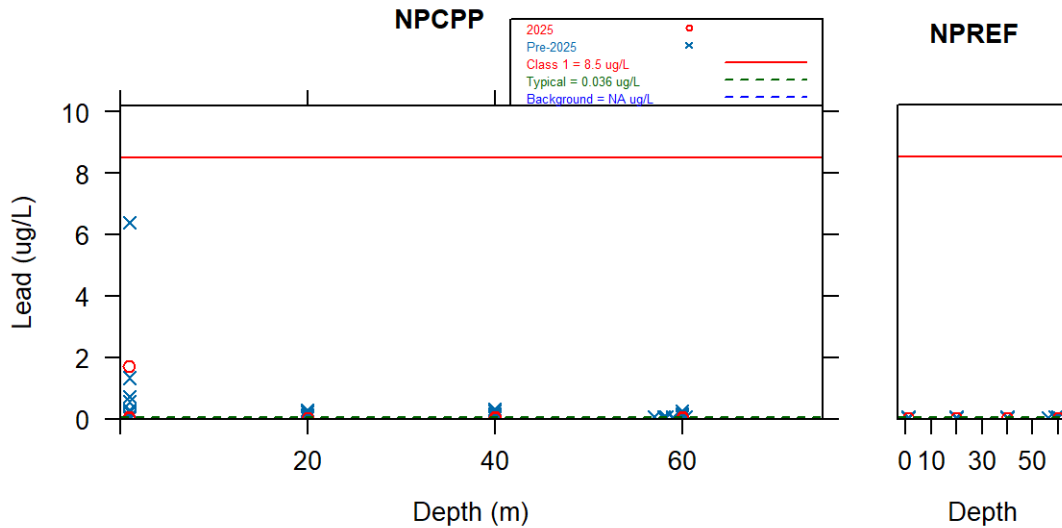 NPCPP
NPREF
2025
Pre-2025
Class 1 = 8.5 ug/L
Typical = 0.036 ug/L
Background = NA ug/L
Lead (ug/L)
10
8
6
4
2
0
20 40 60
Depth (m)
0 10 30 50
Depth